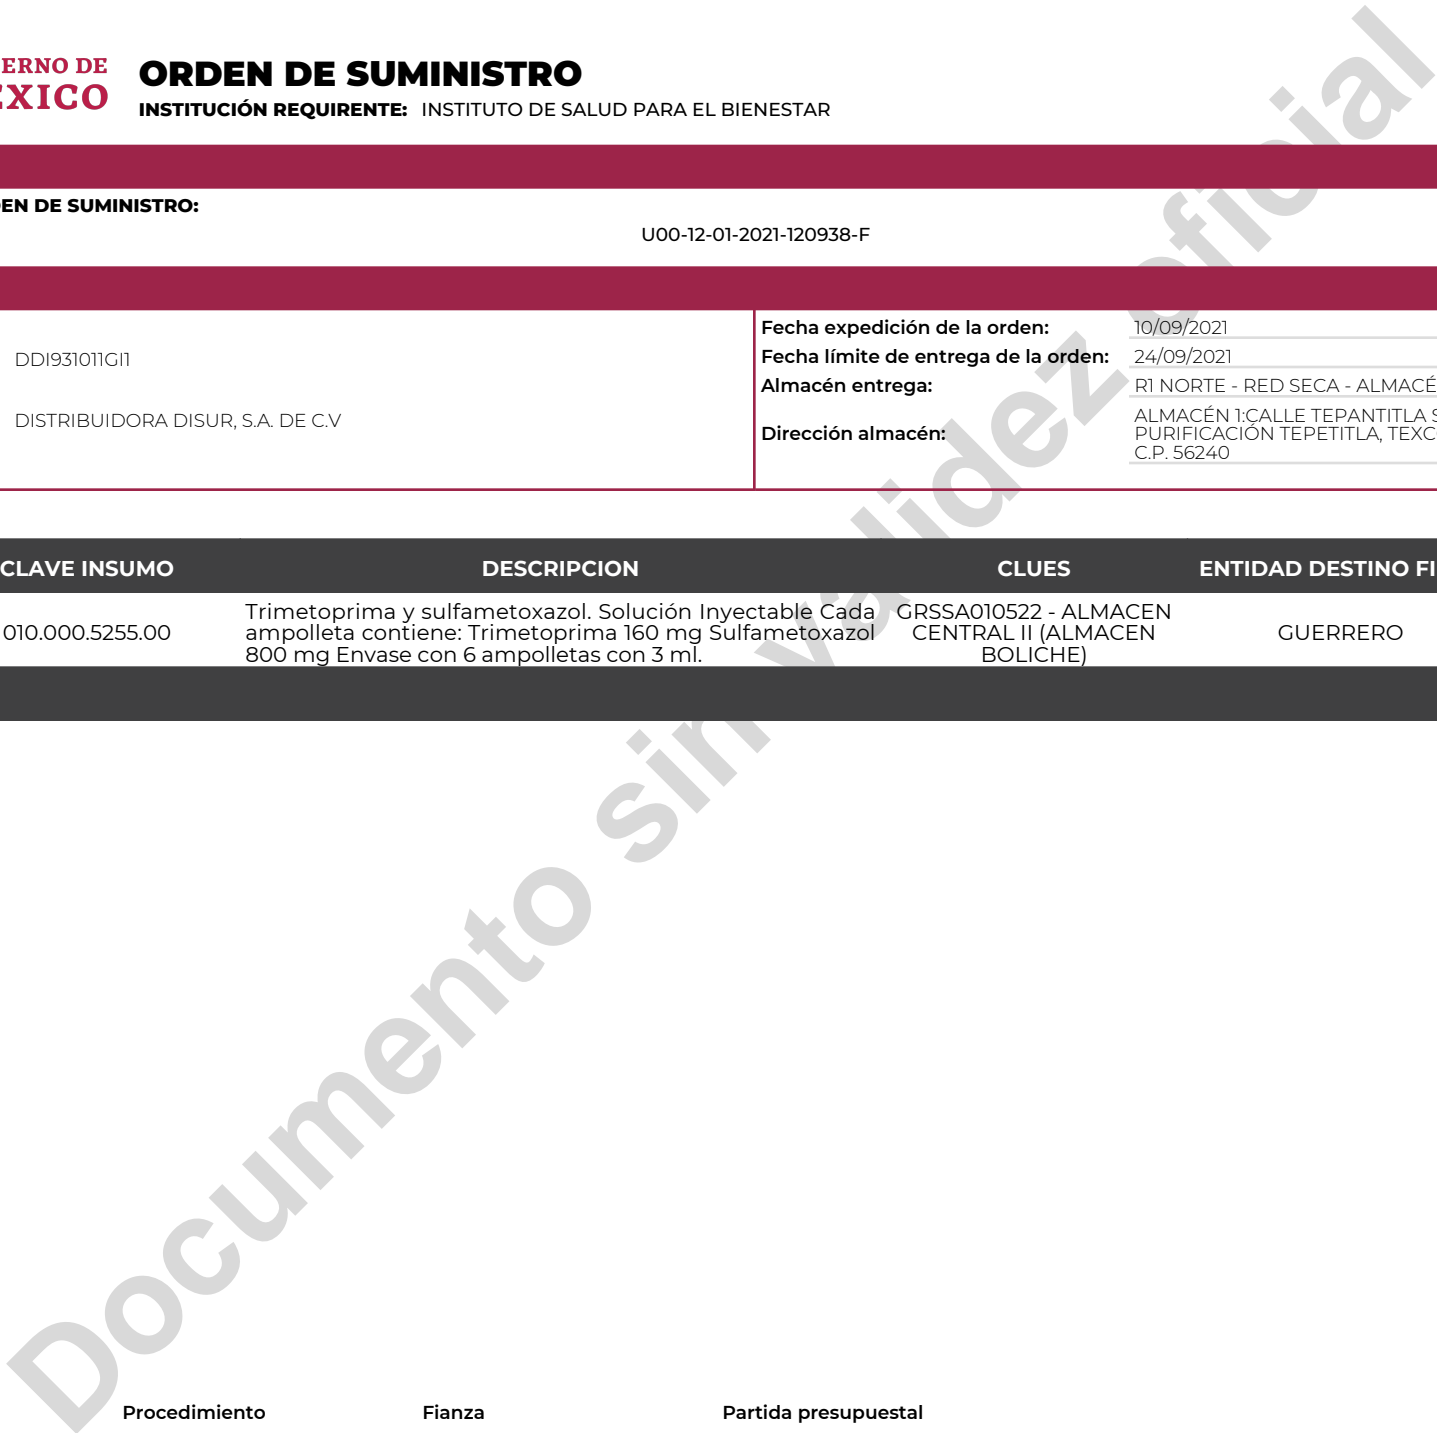 ERNO DE
EXICO
ORDEN DE SUMINISTRO
INSTITUCIÓN REQUIRENTE: INSTITUTO DE SALUD PARA EL BIENESTAR
EN DE SUMINISTRO:
U00-12-01-2021-120938-F
DDI931011GI1
DISTRIBUIDORA DISUR, S.A. DE C.V
Fecha expedición de la orden: 10/09/2021
Fecha límite de entrega de la orden: 24/09/2021
Almacén entrega: R1 NORTE - RED SECA - ALMACÉ
Dirección almacén: ALMACÉN 1:CALLE TEPANTITLA S
PURIFICACIÓN TEPETITLA, TEXC
C.P. 56240
CLAVE INSUMO DESCRIPCION CLUES ENTIDAD DESTINO FI
010.000.5255.00
Trimetoprima y sulfametoxazol. Solución Inyectable Cada
ampolleta contiene: Trimetoprima 160 mg Sulfametoxazol
800 mg Envase con 6 ampolletas con 3 ml.
GRSSA010522 - ALMACEN
CENTRAL II (ALMACEN
BOLICHE)
GUERRERO
Documento sin validez oficial
Procedimiento Fianza Partida presupuestal